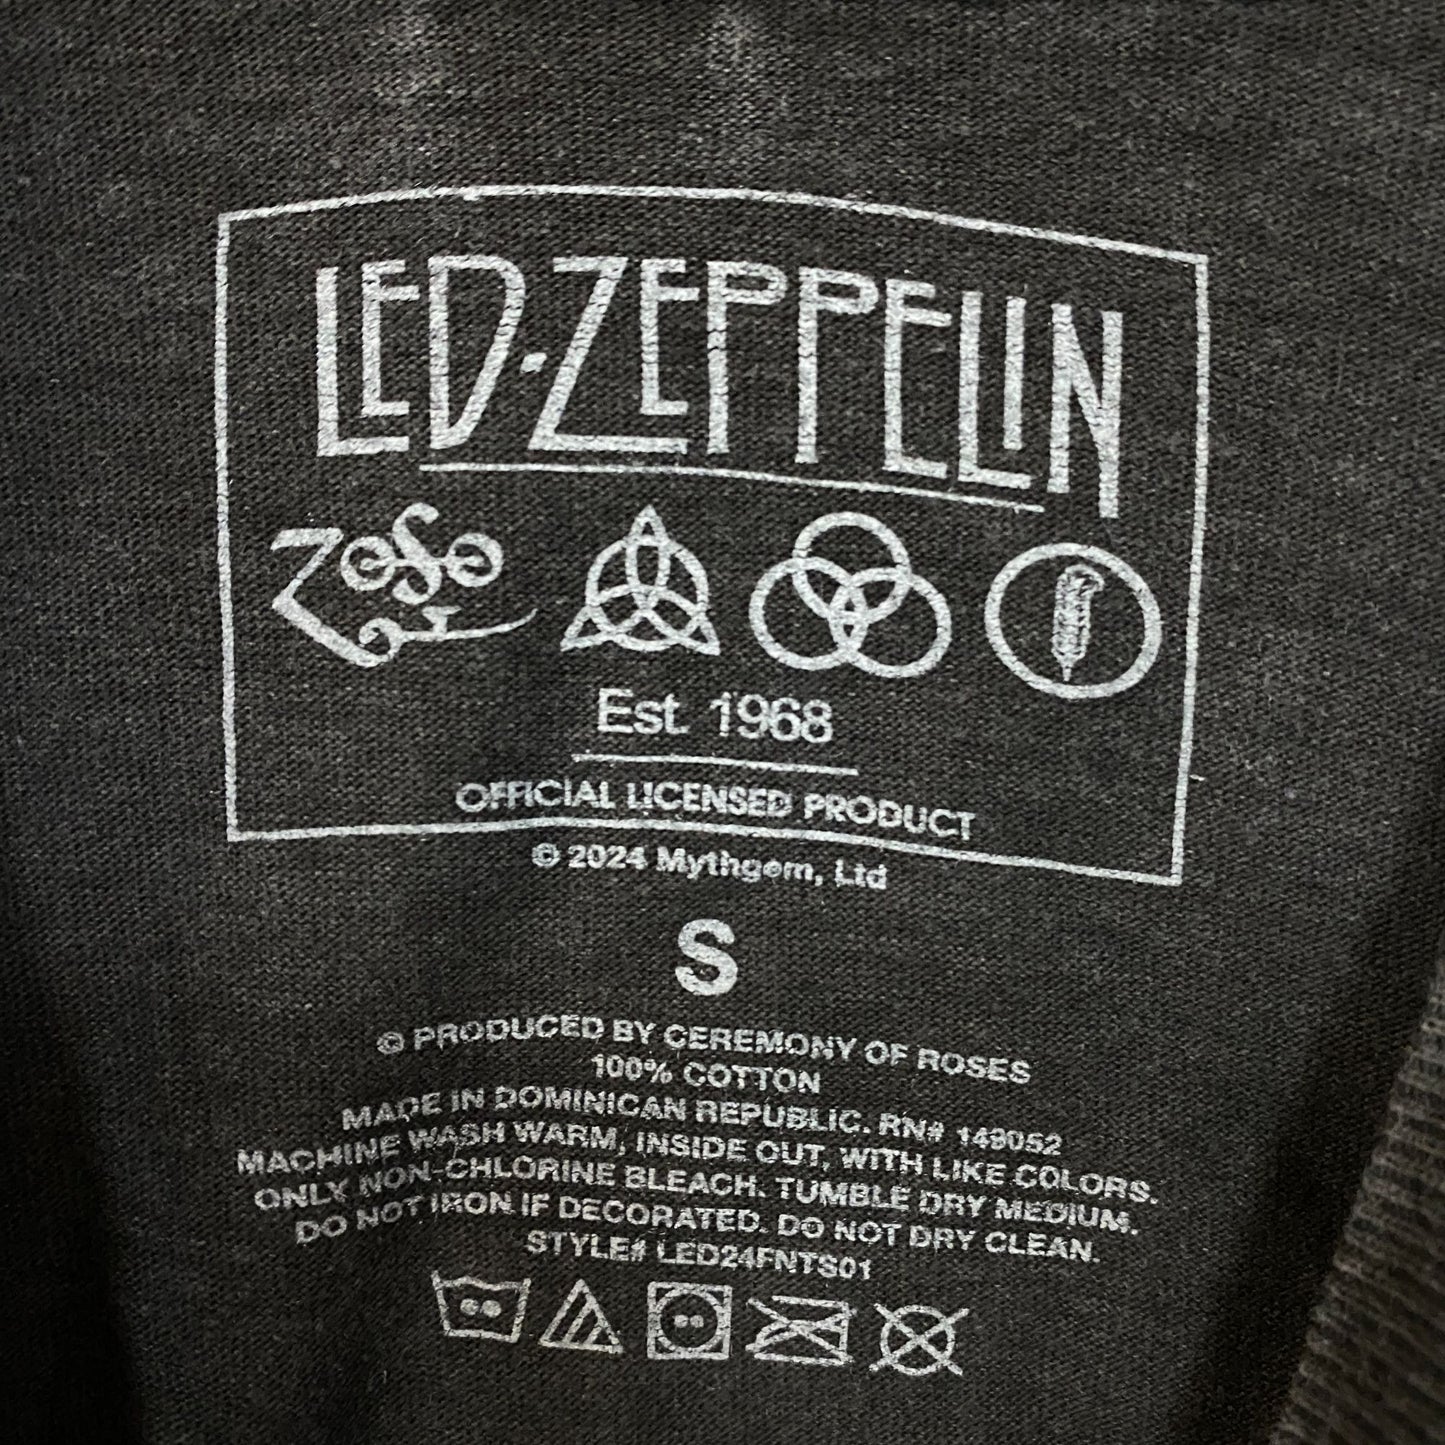 LED·ZEPPELIN
ZoSo
Est. 1968
OFFICIAL LICENSED PRODUCT
© 2024 Mythgem, Ltd
S
© PRODUCED BY CEREMONY OF ROSES
100% COTTON
MADE IN DOMINICAN REPUBLIC. RN# 149052
MACHINE WASH WARM, INSIDE OUT, WITH LIKE COLORS.
ONLY NON-CHLORINE BLEACH. TUMBLE DRY MEDIUM.
DO NOT IRON IF DECORATED. DO NOT DRY CLEAN.
STYLE# LED24FNTS01